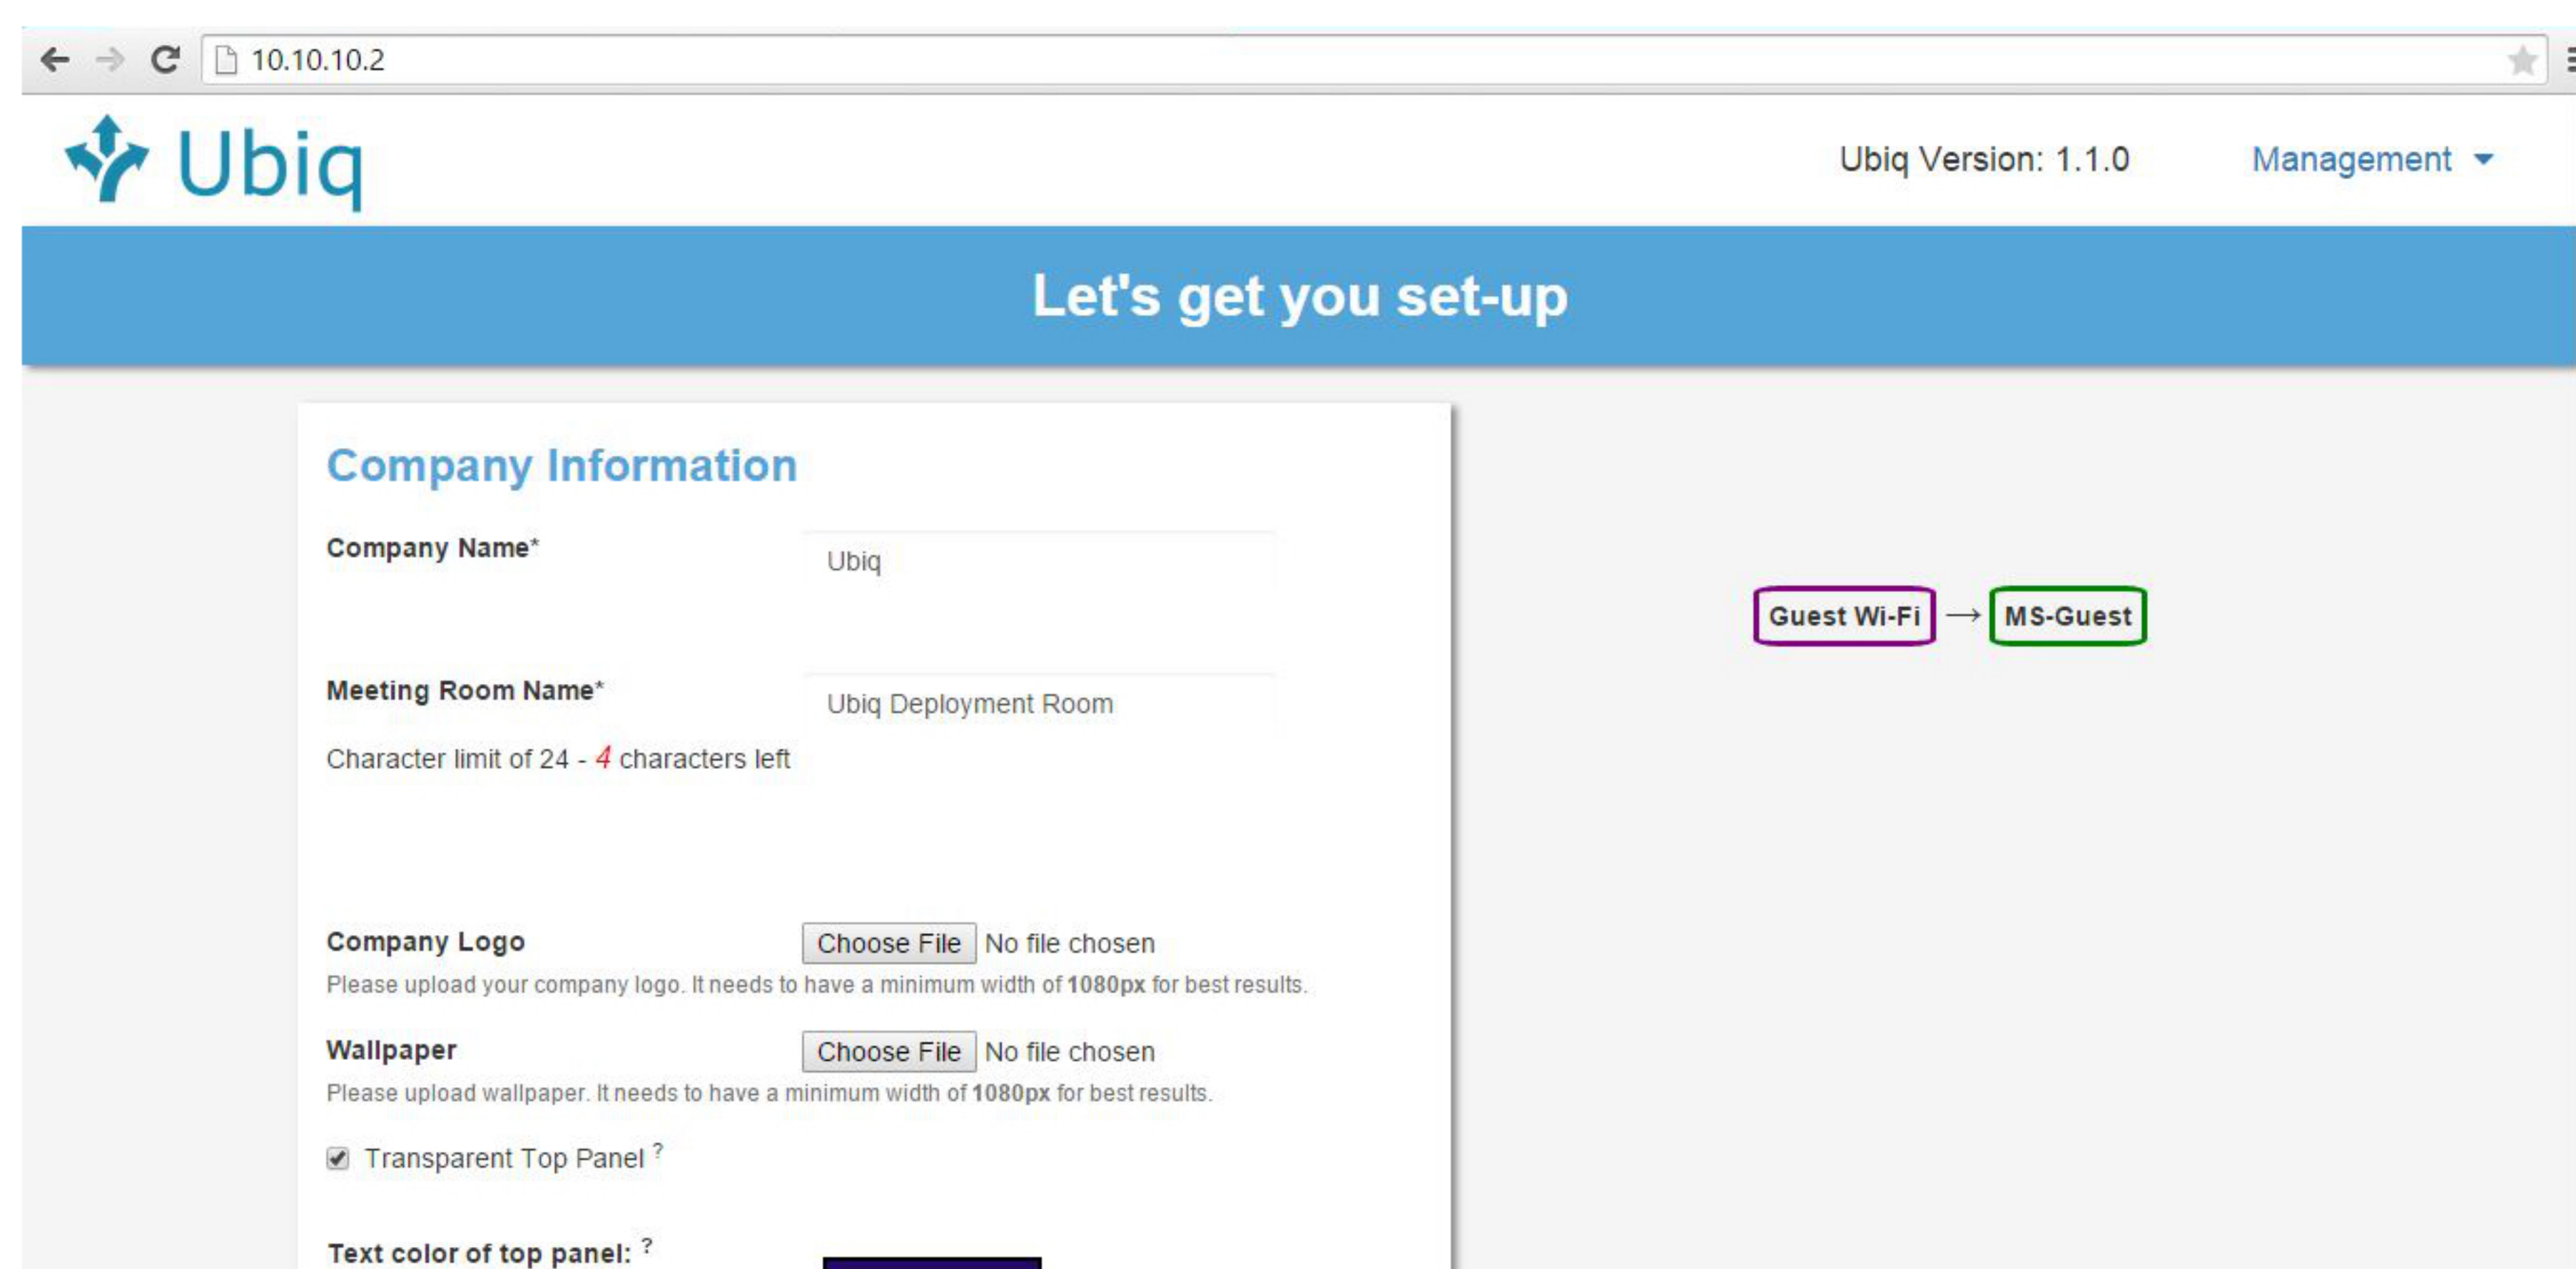 10.10.10.2
Ubiq
Ubiq Version: 1.1.0 Management
Let's get you set-up
Company Information
Company Name* Ubiq
Guest Wi-Fi → MS-Guest
Meeting Room Name* Ubiq Deployment Room
Character limit of 24 - 4 characters left
Company Logo Choose File No file chosen
Please upload your company logo. It needs to have a minimum width of 1080px for best results.
Wallpaper Choose File No file chosen
Please upload wallpaper. It needs to have a minimum width of 1080px for best results.
Transparent Top Panel ?
Text color of top panel: ?